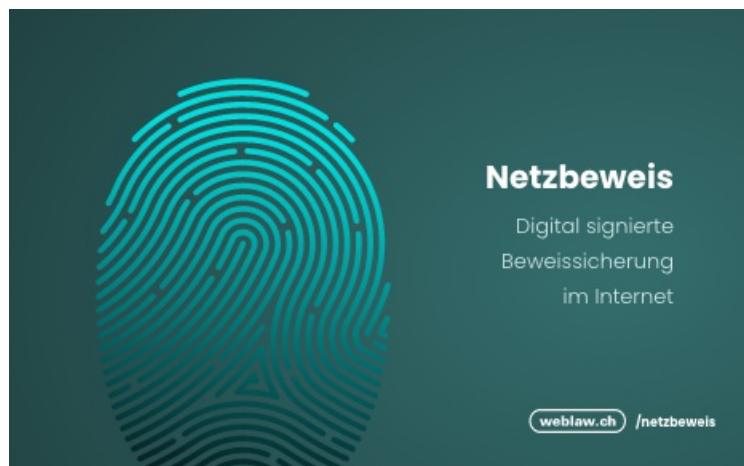 Netzbeweis
Digital signierte
Beweissicherung
im Internet
weblaw.ch /netzbeweis